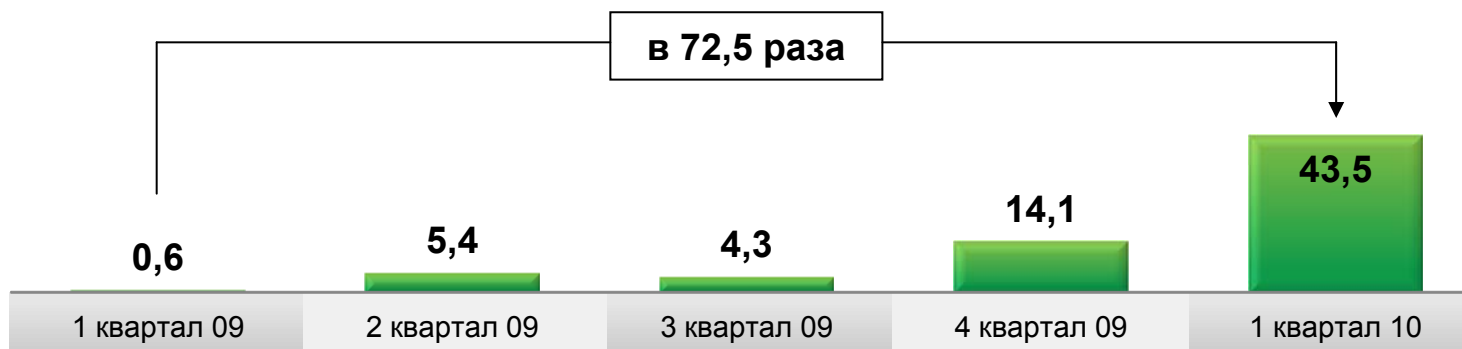 в 72,5 раза
43,5
14,1
5,4
4,3
0,6
1 квартал 09
2 квартал 09
3 квартал 09
4 квартал 09
1 квартал 10